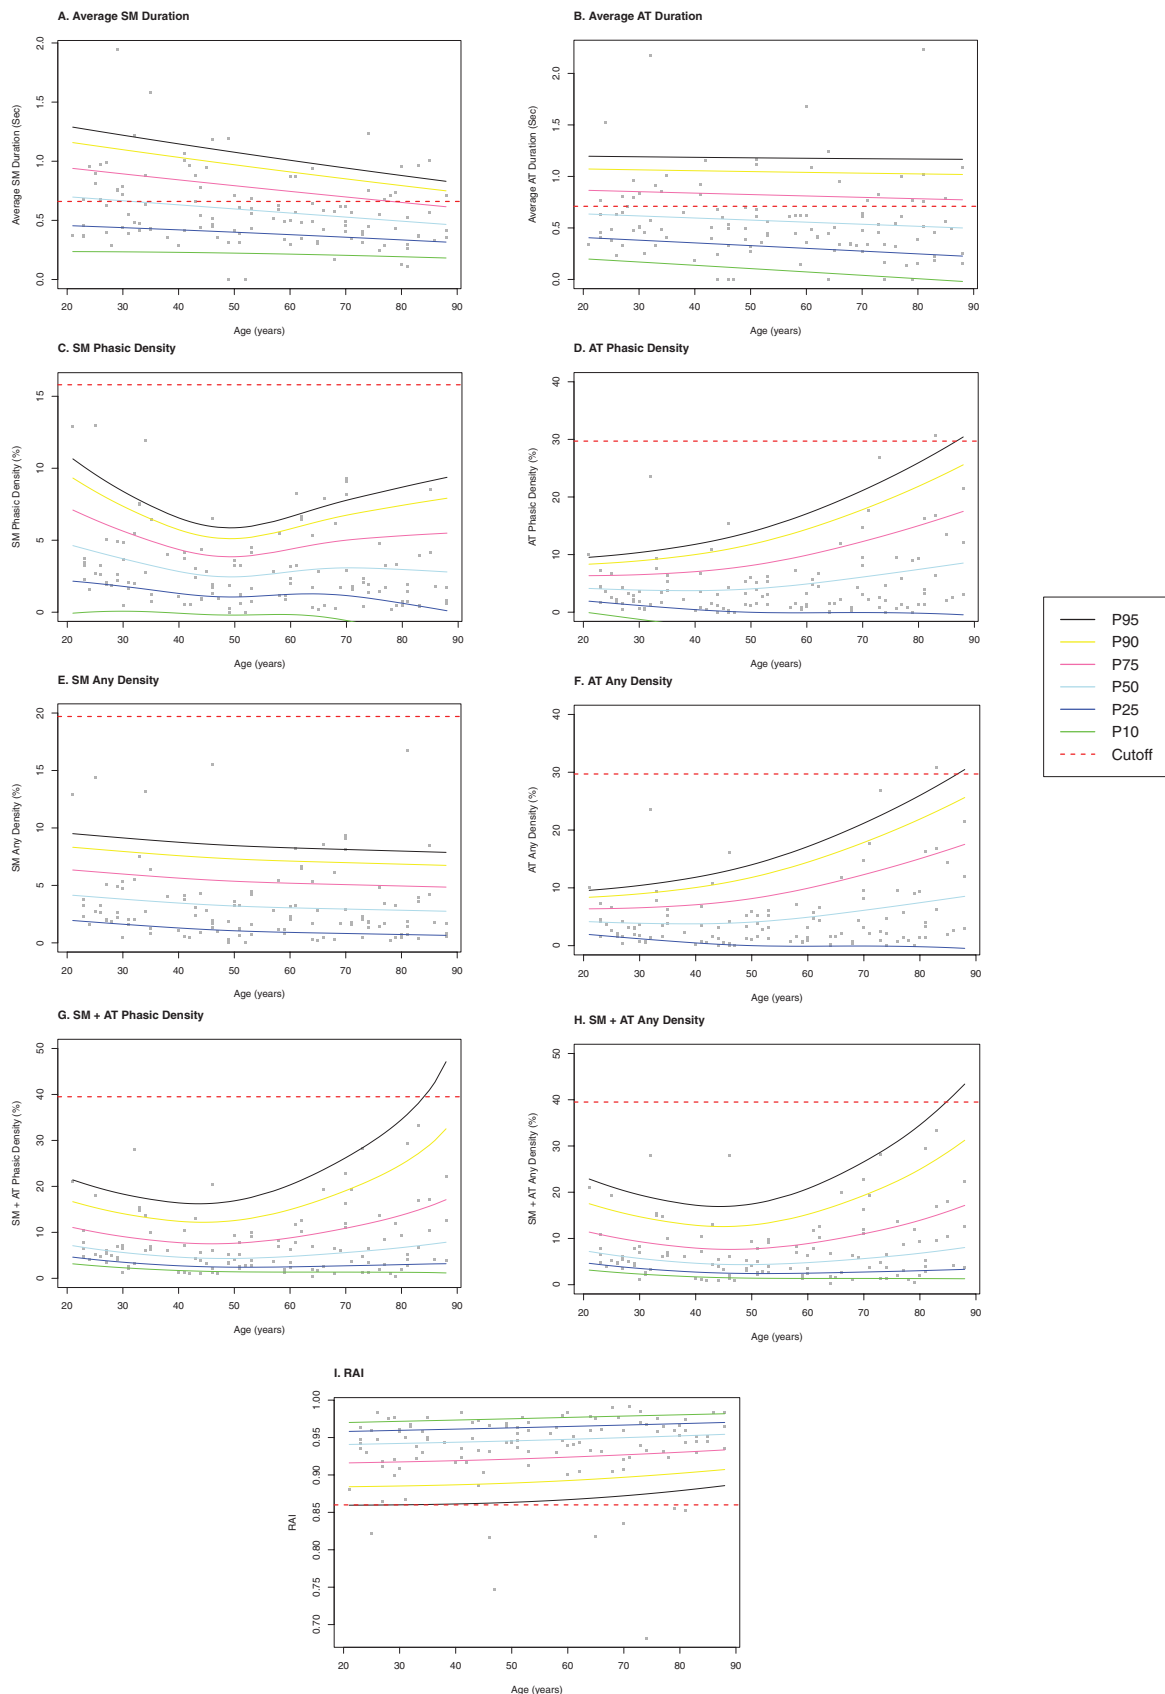 A. Average SM Duration
Average SM Duration (Sec)
2.0
1.5
1.0
0.5
0.0
20 30 40 50 60 70 80 90
Age (years)
B. Average AT Duration
Average AT Duration (Sec)
2.0
1.5
1.0
0.5
0.0
20 30 40 50 60 70 80 90
Age (years)
C. SM Phasic Density
SM Phasic Density (%)
15
10
5
0
20 30 40 50 60 70 80 90
Age (years)
D. AT Phasic Density
AT Phasic Density (%)
40
30
20
10
0
20 30 40 50 60 70 80 90
Age (years)
E. SM Any Density
SM Any Density (%)
20
15
10
5
0
20 30 40 50 60 70 80 90
Age (years)
F. AT Any Density
AT Any Density (%)
40
30
20
10
0
20 30 40 50 60 70 80 90
Age (years)
G. SM + AT Phasic Density
SM + AT Phasic Density (%)
50
40
30
20
10
0
20 30 40 50 60 70 80 90
Age (years)
H. SM + AT Any Density
SM + AT Any Density (%)
50
40
30
20
10
0
20 30 40 50 60 70 80 90
Age (years)
I. RAI
RAI
1.00
0.95
0.90
0.85
0.80
0.75
0.70
20 30 40 50 60 70 80 90
Age (years)
P95
P90
P75
P50
P25
P10
Cutoff